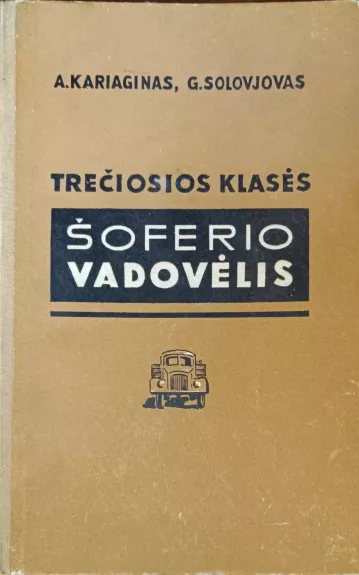 A.KARIAGINAS, G.SOLOVJOVAS
TREČIOSIOS KLASĖS
ŠOFERIO
VADOVĖLIS